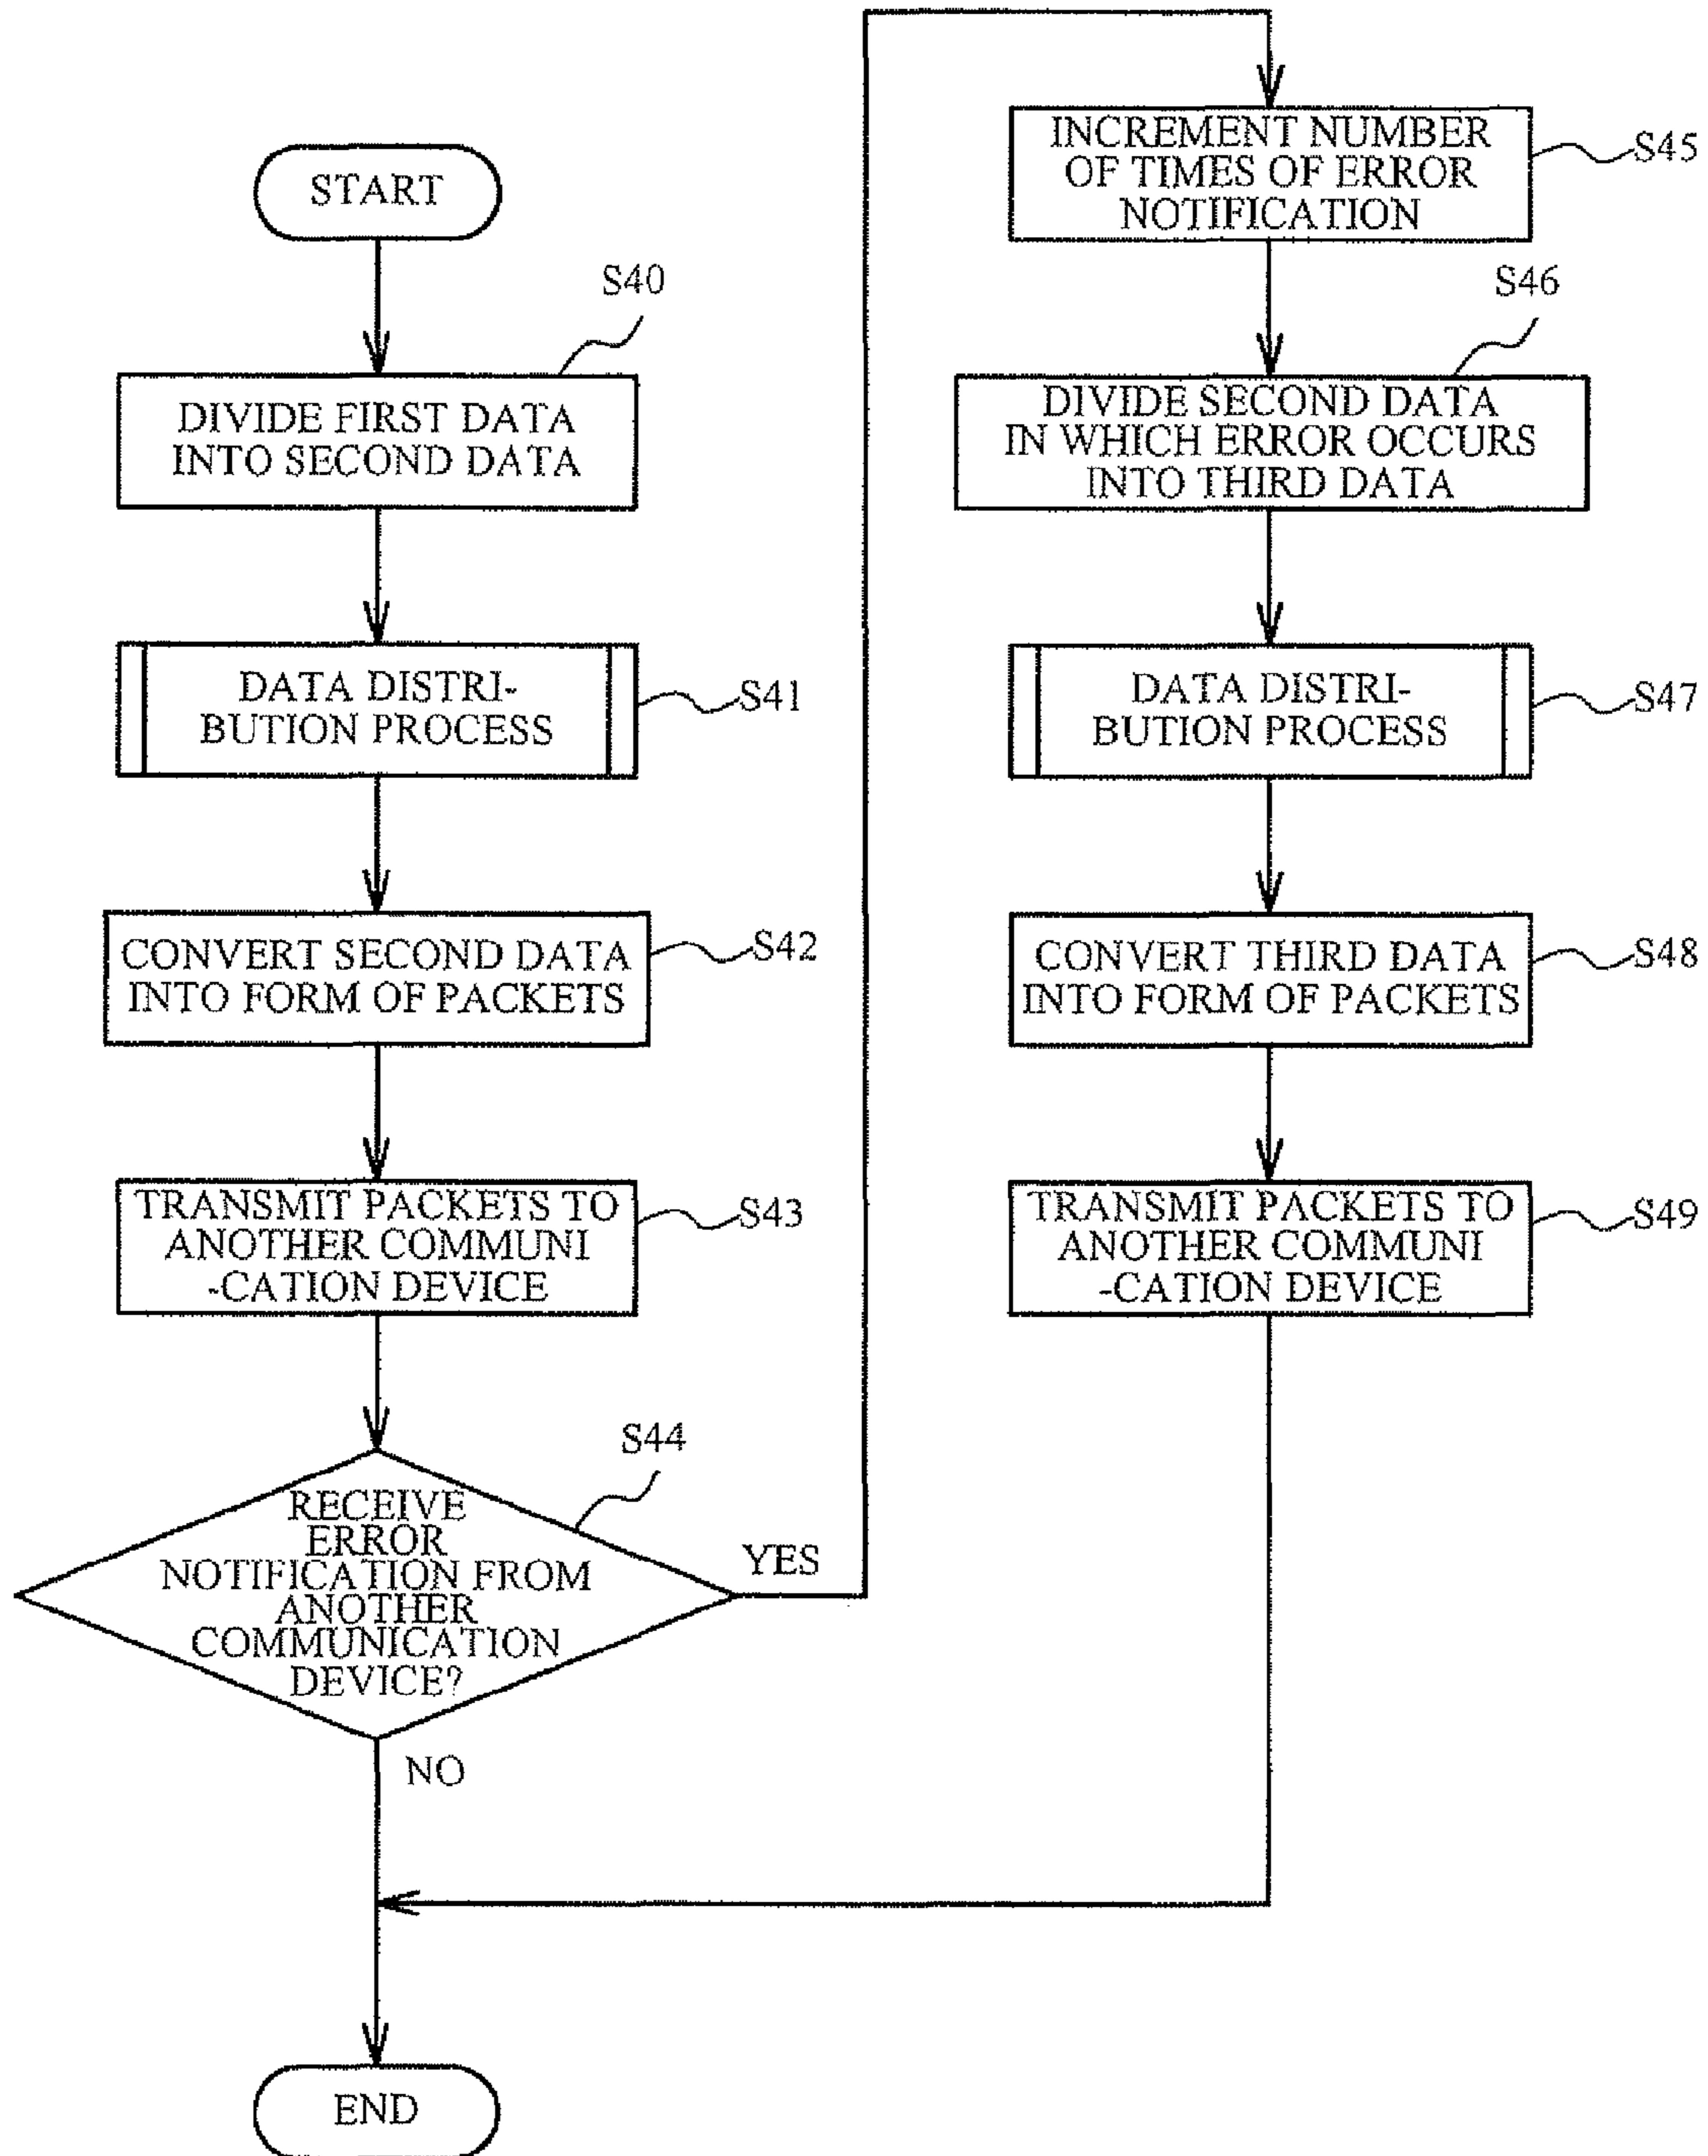 START
S40
DIVIDE FIRST DATA
INTO SECOND DATA
DATA DISTRI-
BUTION PROCESS
S41
CONVERT SECOND DATA
INTO FORM OF PACKETS
S42
TRANSMIT PACKETS TO
ANOTHER COMMUNI
-CATION DEVICE
S43
S44
RECEIVE
ERROR
NOTIFICATION FROM
ANOTHER
COMMUNICATION
DEVICE?
YES
NO
END
INCREMENT NUMBER
OF TIMES OF ERROR
NOTIFICATION
S45
S46
DIVIDE SECOND DATA
IN WHICH ERROR OCCURS
INTO THIRD DATA
DATA DISTRI-
BUTION PROCESS
S47
CONVERT THIRD DATA
INTO FORM OF PACKETS
S48
TRANSMIT PACKETS TO
ANOTHER COMMUNI
-CATION DEVICE
S49